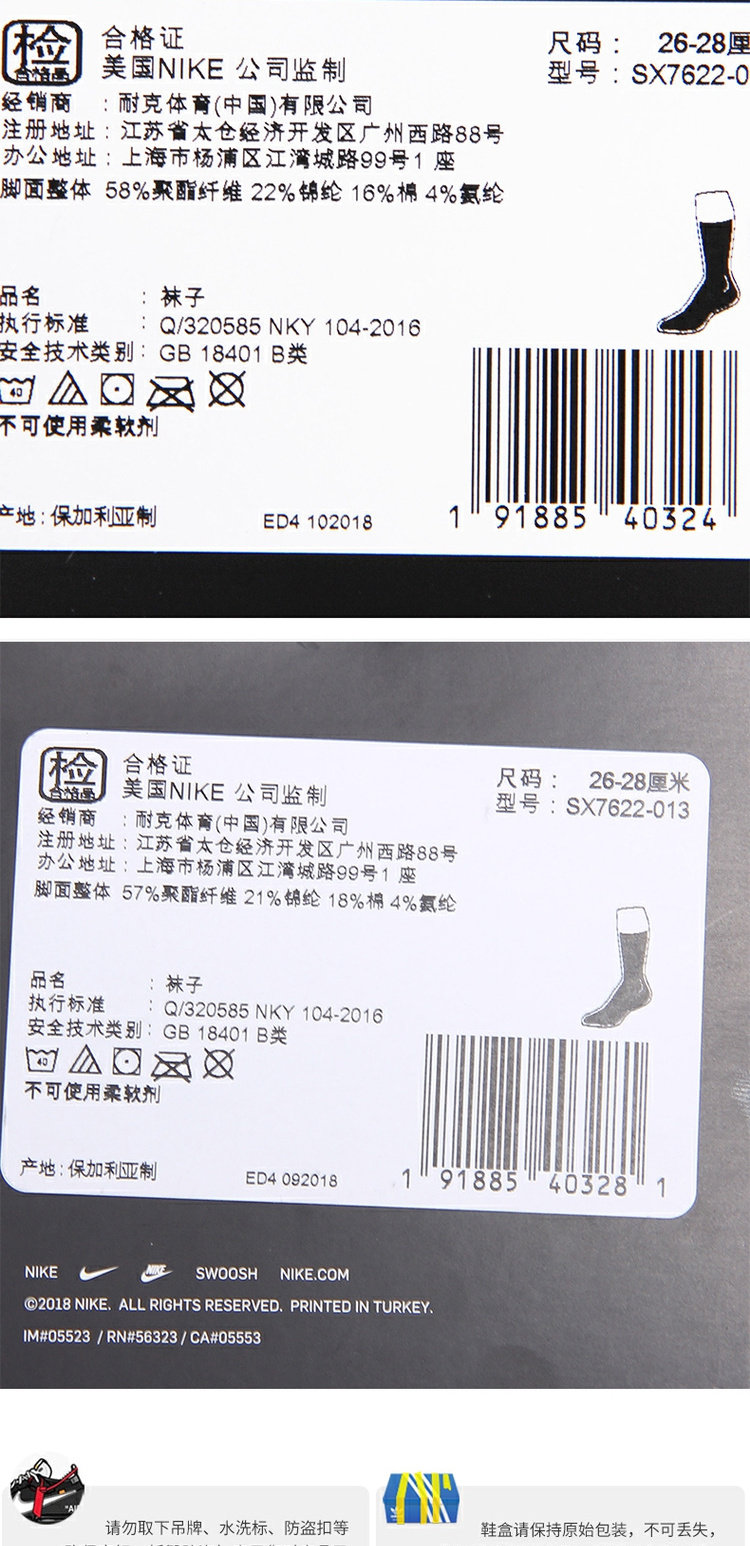 检 合格证
合格品 美国NIKE 公司监制
尺码： 26-28厘
型号：SX7622-0
经销商 ：耐克体育(中国)有限公司
注册地址：江苏省太仓经济开发区广州西路88号
办公地址：上海市杨浦区江湾城路99号1 座
脚面整体 58%聚酯纤维 22%锦纶 16%棉 4%氨纶
品名 ：袜子
执行标准 ：Q/320585 NKY 104-2016
安全技术类别：GB 18401 B类
40
不可使用柔软剂
产地：保加利亚制
ED4 102018
1 91885 40324
检 合格证
合格品 美国NIKE 公司监制
尺码： 26-28厘米
型号：SX7622-013
经销商 ：耐克体育(中国)有限公司
注册地址：江苏省太仓经济开发区广州西路88号
办公地址：上海市杨浦区江湾城路99号1 座
脚面整体 57%聚酯纤维 21%锦纶 18%棉 4%氨纶
品名 ：袜子
执行标准 ：Q/320585 NKY 104-2016
安全技术类别：GB 18401 B类
40
不可使用柔软剂
产地：保加利亚制
ED4 092018
1 91885 40328 1
NIKE NIKE SWOOSH NIKE.COM
©2018 NIKE. ALL RIGHTS RESERVED. PRINTED IN TURKEY.
IM#05523 / RN#56323 / CA#05553
请勿取下吊牌、水洗标、防盗扣等
鞋盒请保持原始包装，不可丢失，